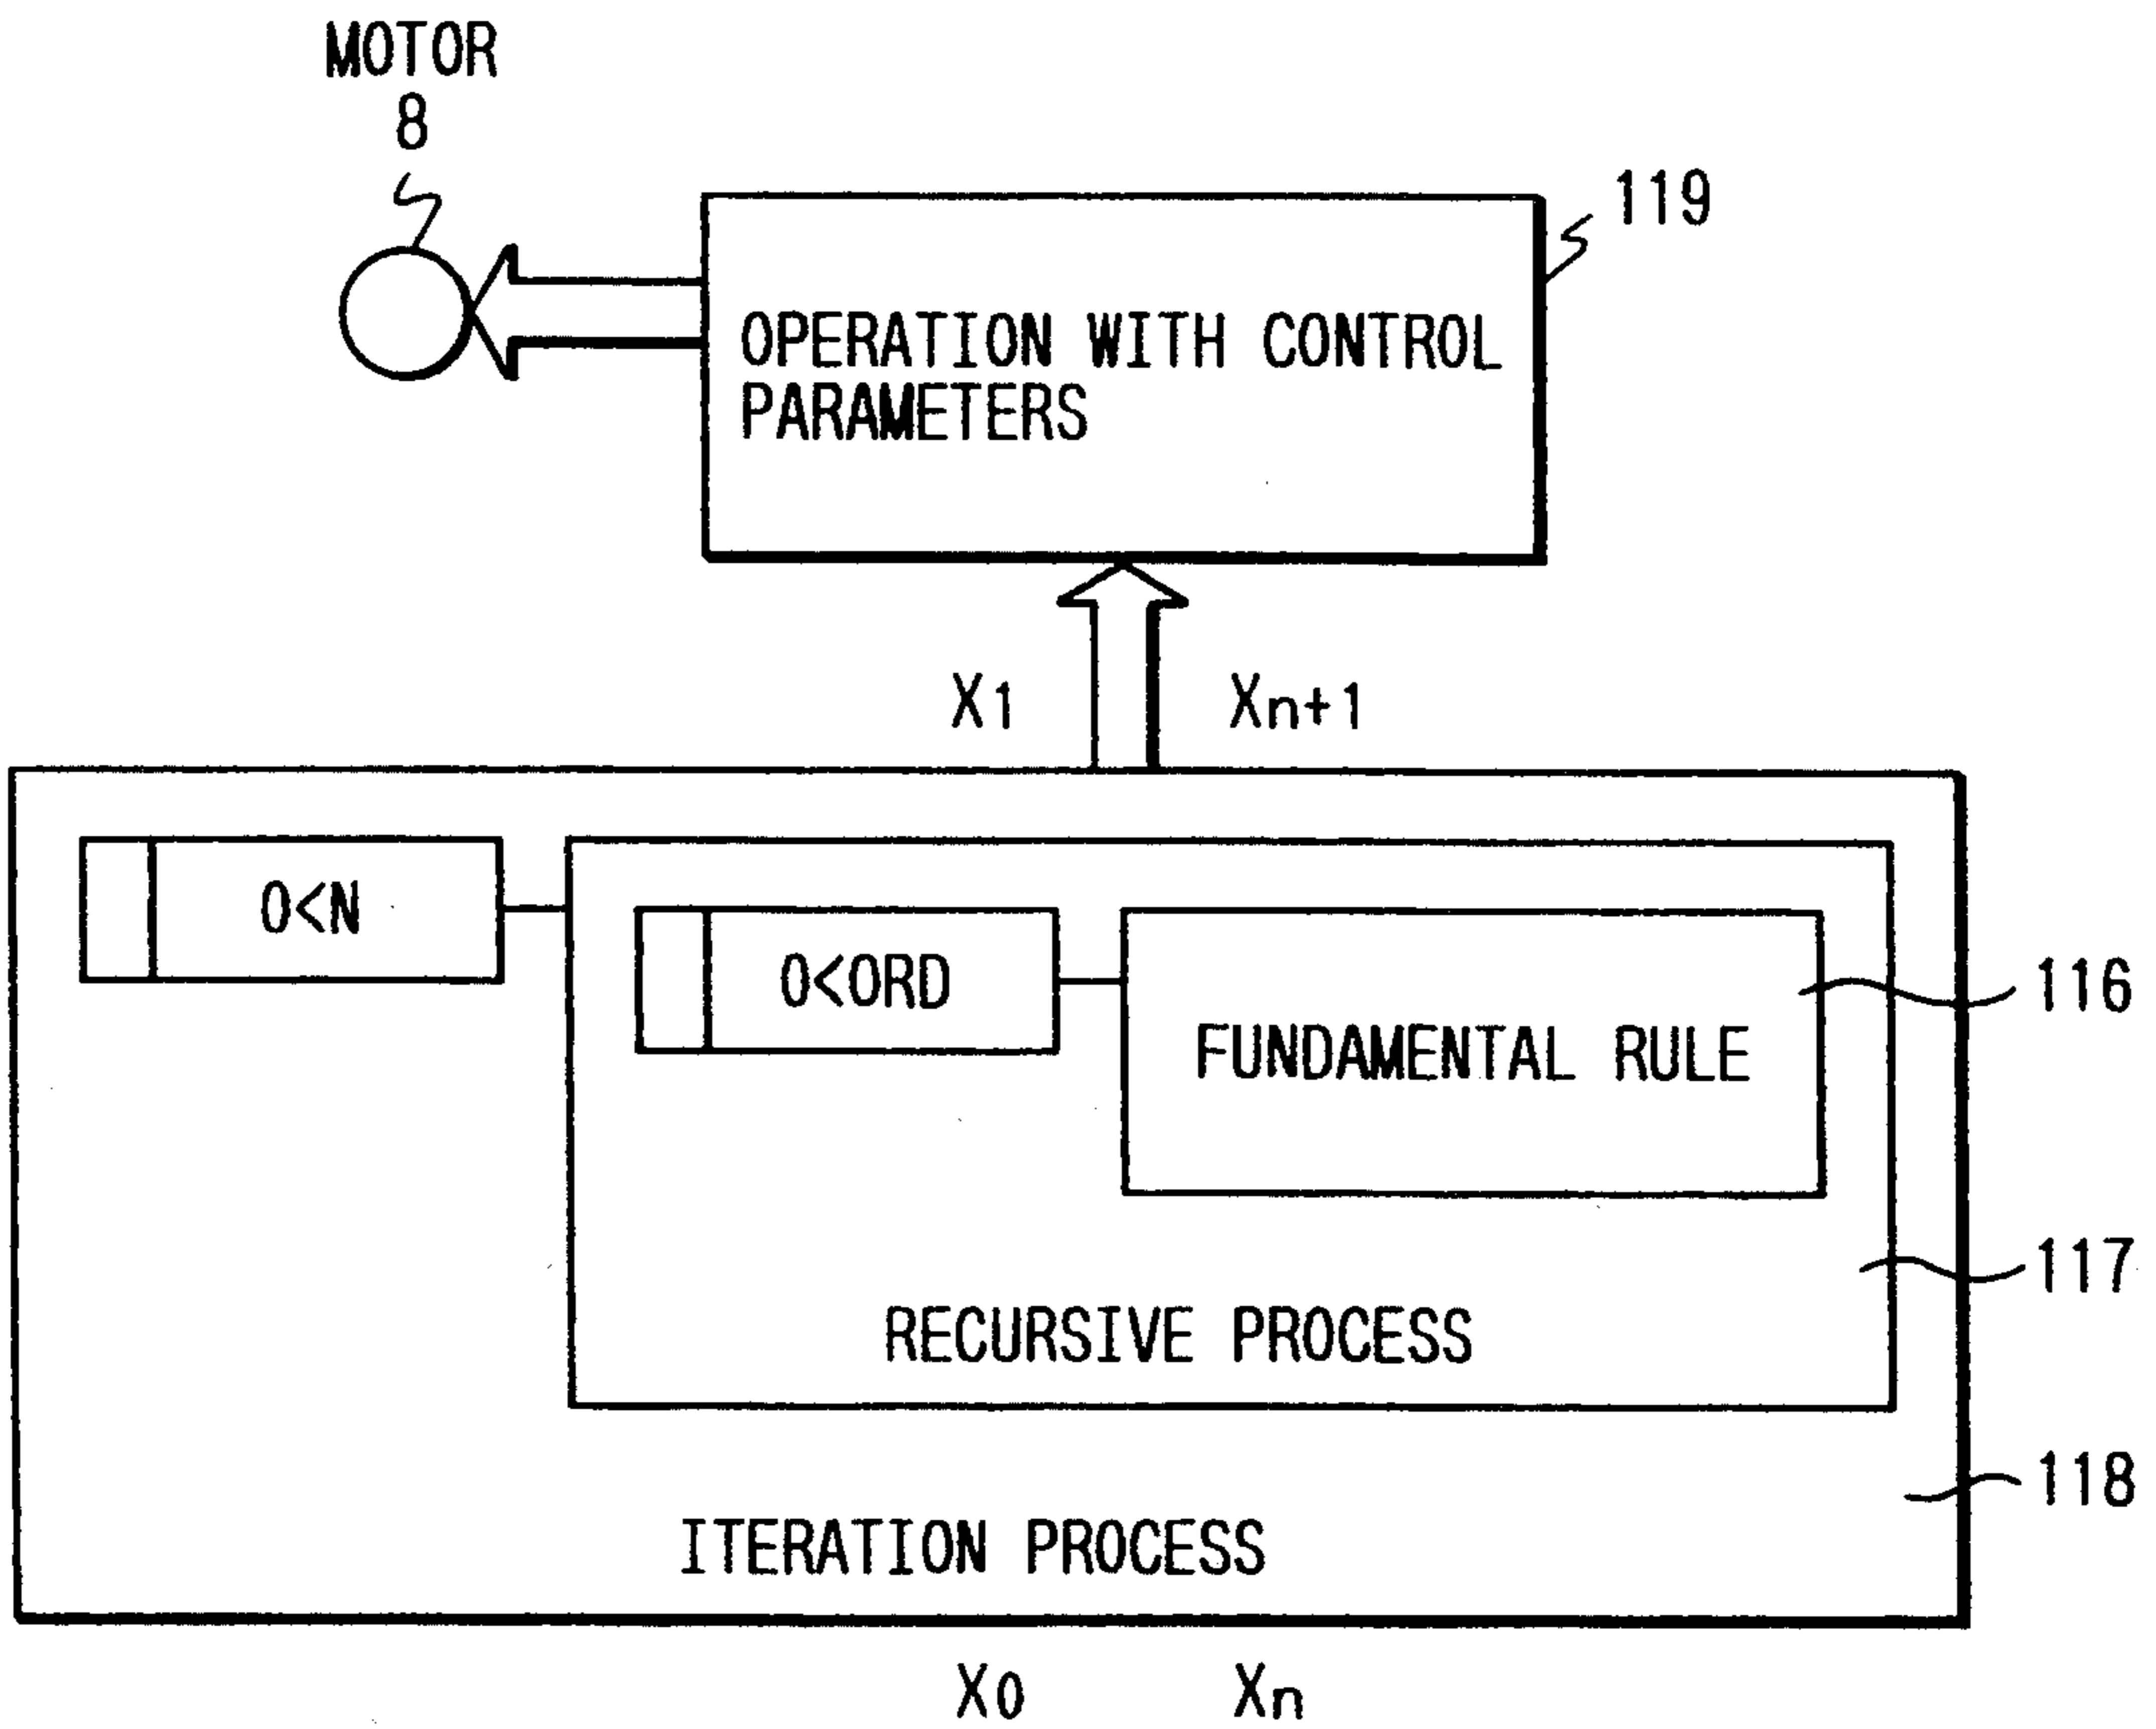 MOTOR
8
119
OPERATION WITH CONTROL
PARAMETERS
X1 Xn+1
0<N
0<ORD
116
FUNDAMENTAL RULE
117
RECURSIVE PROCESS
118
ITERATION PROCESS
X0 Xn